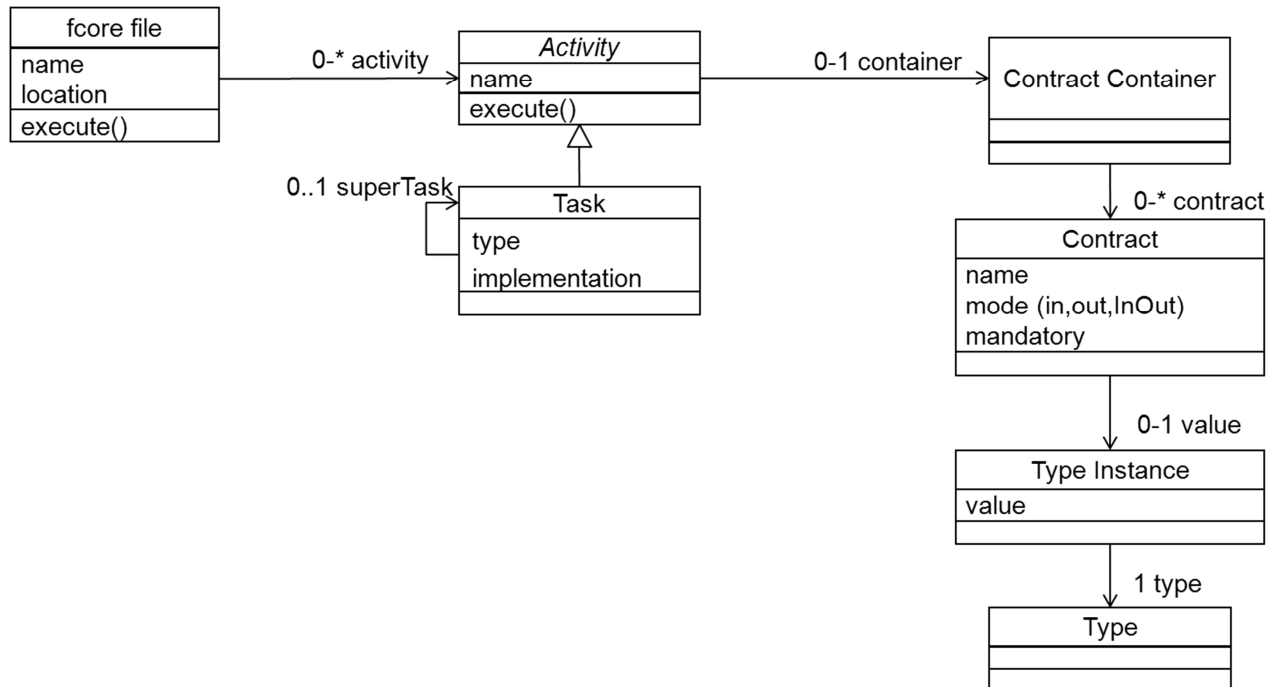 fcore file
name
location
execute()
0-* activity
Activity
name
execute()
0-1 container
Contract Container
0..1 superTask
Task
type
implementation
0-* contract
Contract
name
mode (in,out,InOut)
mandatory
0-1 value
Type Instance
value
1 type
Type